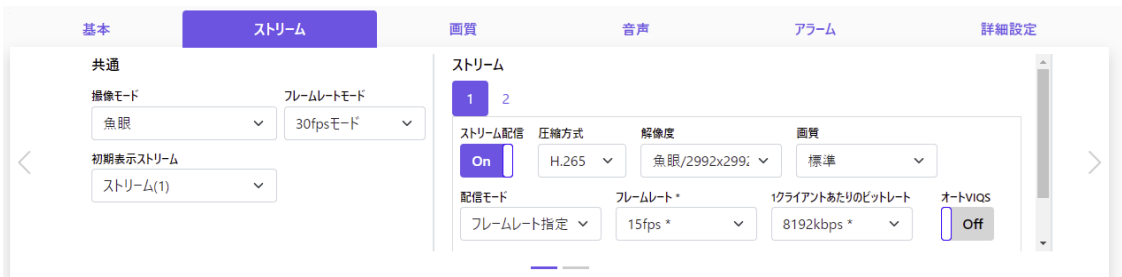 基本 ストリーム 画質 音声 アラーム 詳細設定
共通
撮像モード フレームレートモード
魚眼 30fpsモード
初期表示ストリーム
ストリーム(1)
ストリーム
1 2
ストリーム配信 圧縮方式 解像度 画質
On H.265 魚眼/2992x2992 標準
配信モード フレームレート * 1クライアントあたりのビットレート オートVIQS
フレームレート指定 15fps * 8192kbps * Off